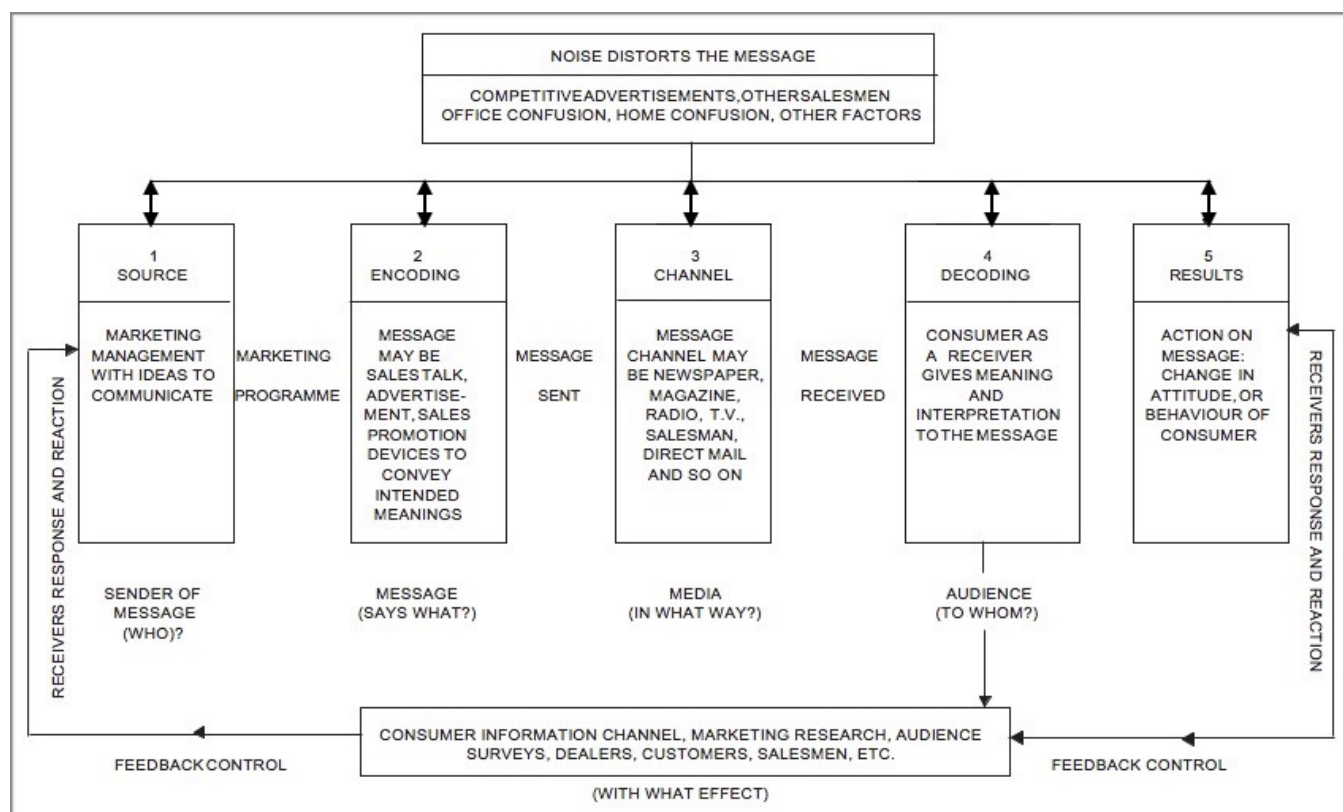 NOISE DISTORTS THE MESSAGE
COMPETITIVEADVERTISEMENTS,OTHERSALESMEN
OFFICE CONFUSION, HOME CONFUSION, OTHER FACTORS
1
SOURCE
MARKETING
MANAGEMENT
WITH IDEAS TO
COMMUNICATE
MARKETING
PROGRAMME
2
ENCODING
MESSAGE
MAY BE
SALES TALK,
ADVERTISE-
MENT, SALES
PROMOTION
DEVICES TO
CONVEY
INTENDED
MEANINGS
MESSAGE
SENT
3
CHANNEL
MESSAGE
CHANNEL MAY
BE NEWSPAPER,
MAGAZINE,
RADIO, T.V.,
SALESMAN,
DIRECT MAIL
AND SO ON
MESSAGE
RECEIVED
4
DECODING
CONSUMER AS
A RECEIVER
GIVES MEANING
AND
INTERPRETATION
TO THE MESSAGE
5
RESULTS
ACTION ON
MESSAGE:
CHANGE IN
ATTITUDE, OR
BEHAVIOUR OF
CONSUMER
RECEIVERS RESPONSE AND REACTION
RECEIVERS RESPONSE AND REACTION
SENDER OF
MESSAGE
(WHO)?
MESSAGE
(SAYS WHAT?)
MEDIA
(IN WHAT WAY?)
AUDIENCE
(TO WHOM?)
CONSUMER INFORMATION CHANNEL, MARKETING RESEARCH, AUDIENCE
SURVEYS, DEALERS, CUSTOMERS, SALESMEN, ETC.
FEEDBACK CONTROL
FEEDBACK CONTROL
(WITH WHAT EFFECT)